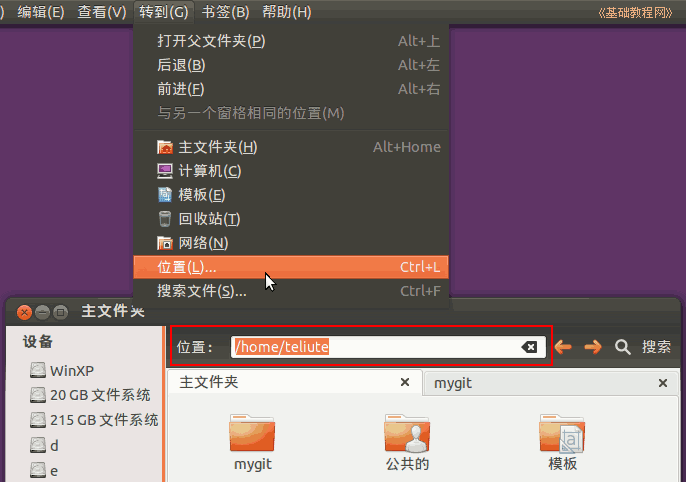 ) 编辑(E) 查看(V) 转到(G) 书签(B) 帮助(H) 《基础教程网》
打开父文件夹(P) Alt+上
后退(B) Alt+左
前进(F) Alt+右
与另一个窗格相同的位置(M)
主文件夹(H) Alt+Home
计算机(C)
模板(E)
回收站(T)
网络(N)
位置(L)... Ctrl+L
搜索文件(S)... Ctrl+F
主文件夹
设备
位置: /home/teliute 搜索
主文件夹 mygit
WinXP
20 GB 文件系统
215 GB 文件系统
d
e
mygit 公共的 模板